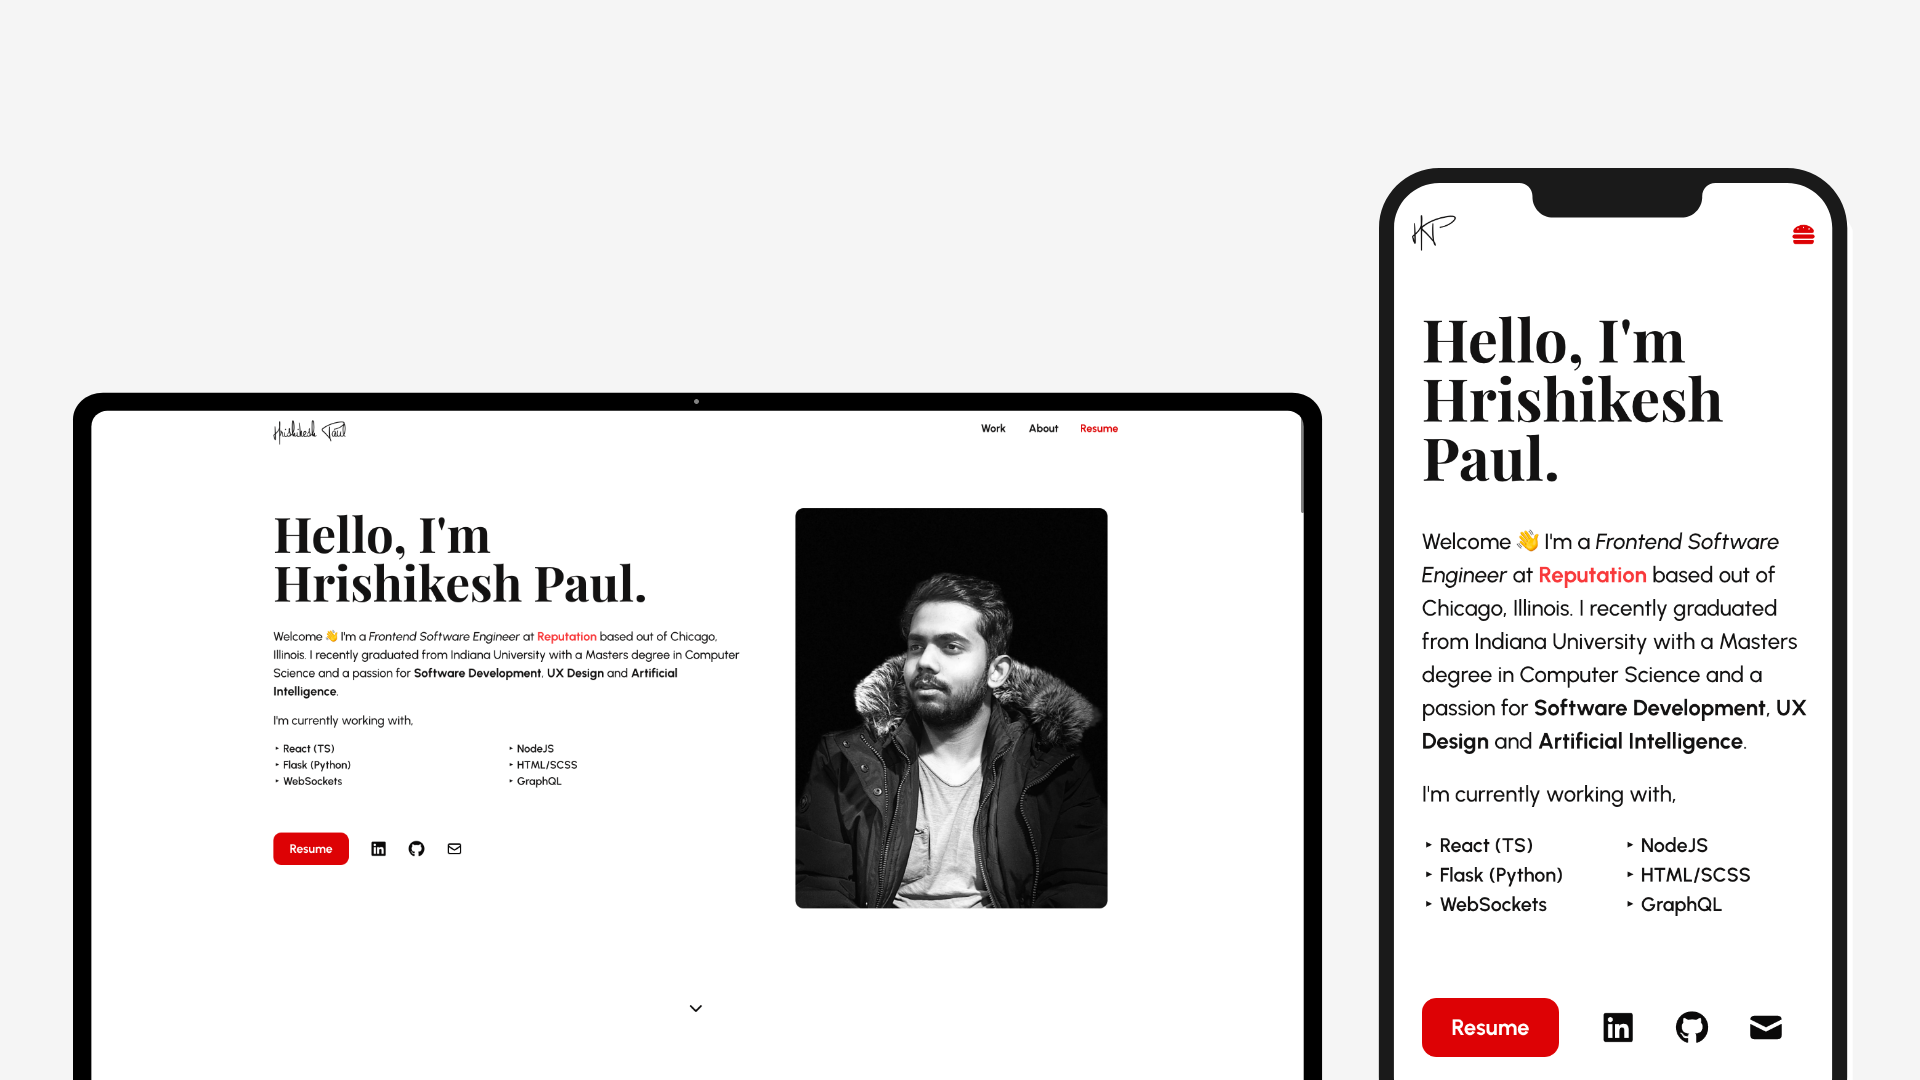 Hrishikesh Paul
Work About Resume
Hello, I'm
Hrishikesh Paul.
Welcome 👋 I'm a Frontend Software Engineer at Reputation based out of Chicago,
Illinois. I recently graduated from Indiana University with a Masters degree in Computer
Science and a passion for Software Development, UX Design and Artificial
Intelligence.
I'm currently working with,
‣ React (TS)
‣ Flask (Python)
‣ WebSockets
‣ NodeJS
‣ HTML/SCSS
‣ GraphQL
Resume
HP
Hello, I'm
Hrishikesh
Paul.
Welcome 👋 I'm a Frontend Software
Engineer at Reputation based out of
Chicago, Illinois. I recently graduated
from Indiana University with a Masters
degree in Computer Science and a
passion for Software Development, UX
Design and Artificial Intelligence.
I'm currently working with,
‣ React (TS)
‣ Flask (Python)
‣ WebSockets
‣ NodeJS
‣ HTML/SCSS
‣ GraphQL
Resume